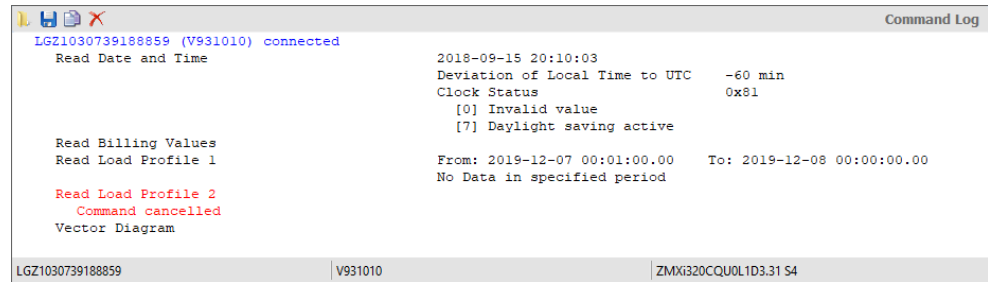 Command Log
LGZ1030739188859 (V931010) connected
Read Date and Time 2018-09-15 20:10:03
Deviation of Local Time to UTC -60 min
Clock Status 0x81
[0] Invalid value
[7] Daylight saving active
Read Billing Values
Read Load Profile 1 From: 2019-12-07 00:01:00.00 To: 2019-12-08 00:00:00.00
No Data in specified period
Read Load Profile 2
Command cancelled
Vector Diagram
LGZ1030739188859 V931010 ZMXi320CQU0L1D3.31 S4